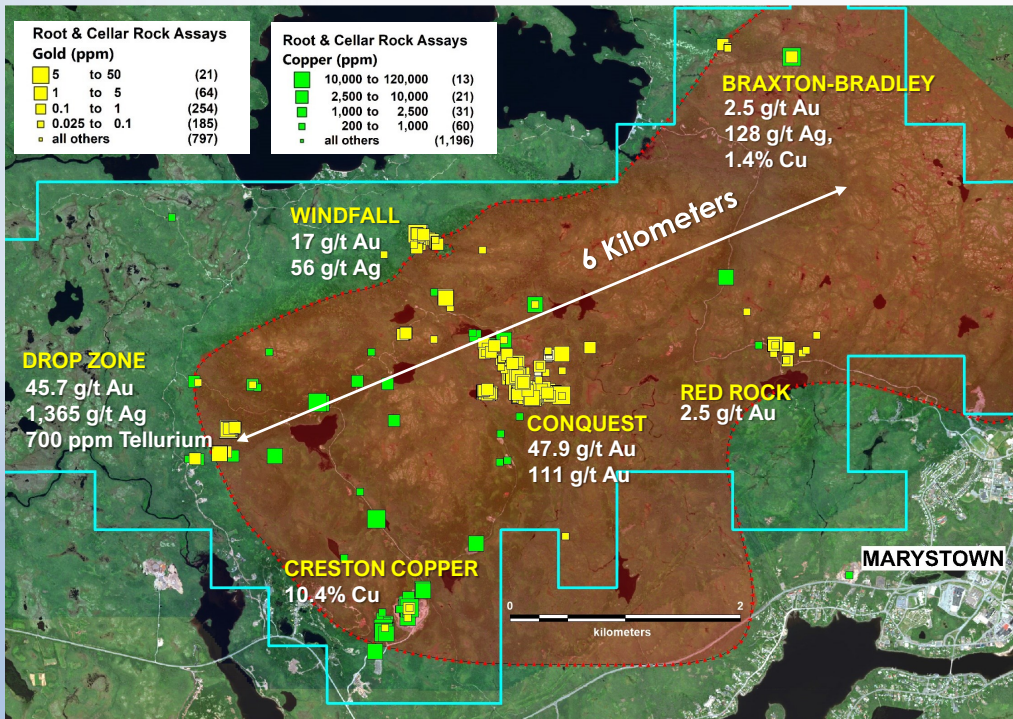 Root & Cellar Rock Assays
Gold (ppm)
5 to 50 (21)
1 to 5 (64)
0.1 to 1 (254)
0.025 to 0.1 (185)
all others (797)
Root & Cellar Rock Assays
Copper (ppm)
10,000 to 120,000 (13)
2,500 to 10,000 (21)
1,000 to 2,500 (31)
200 to 1,000 (60)
all others (1,196)
BRAXTON-BRADLEY
2.5 g/t Au
128 g/t Ag,
1.4% Cu
6 Kilometers
WINDFALL
17 g/t Au
56 g/t Ag
DROP ZONE
45.7 g/t Au
1,365 g/t Ag
700 ppm Tellurium
RED ROCK
2.5 g/t Au
CONQUEST
47.9 g/t Au
111 g/t Au
CRESTON COPPER
10.4% Cu
MARYSTOWN
0 2
kilometers